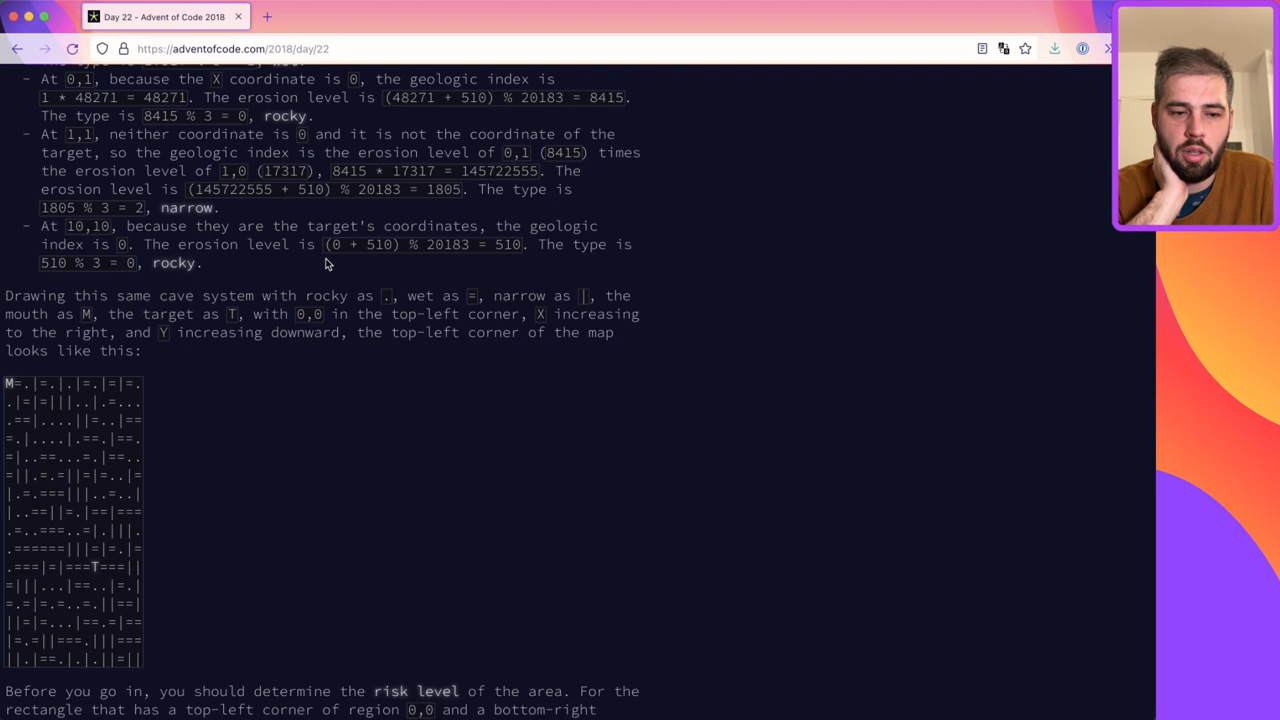 Day 22 - Advent of Code 2018
https://adventofcode.com/2018/day/22
- At 0,1, because the X coordinate is 0, the geologic index is
1 * 48271 = 48271. The erosion level is (48271 + 510) % 20183 = 8415.
The type is 8415 % 3 = 0, rocky.
- At 1,1, neither coordinate is 0 and it is not the coordinate of the
target, so the geologic index is the erosion level of 0,1 (8415) times
the erosion level of 1,0 (17317), 8415 * 17317 = 145722555. The
erosion level is (145722555 + 510) % 20183 = 1805. The type is
1805 % 3 = 2, narrow.
- At 10,10, because they are the target's coordinates, the geologic
index is 0. The erosion level is (0 + 510) % 20183 = 510. The type is
510 % 3 = 0, rocky.
Drawing this same cave system with rocky as ., wet as =, narrow as |, the
mouth as M, the target as T, with 0,0 in the top-left corner, X increasing
to the right, and Y increasing downward, the top-left corner of the map
looks like this:
M=.|=.|.|=.|=|=.
.|=|=|||..|.=...
.==|....||=..|==
=.|....|.==.|==.
=|..==...=.|==..
=||.=.=||=|=..|=
|.=.===|||..=..|
|..==||=.|==|===
.=..===..=|.|||.
.======|||=|=.|=
.===|=|===T===||
=|||...|==..|=.|
=.=|=.=..=.||==|
||=|=...|==.=|==
|=.=||===.|||===
||.|==.|.|.||=||
Before you go in, you should determine the risk level of the area. For the
rectangle that has a top-left corner of region 0,0 and a bottom-right